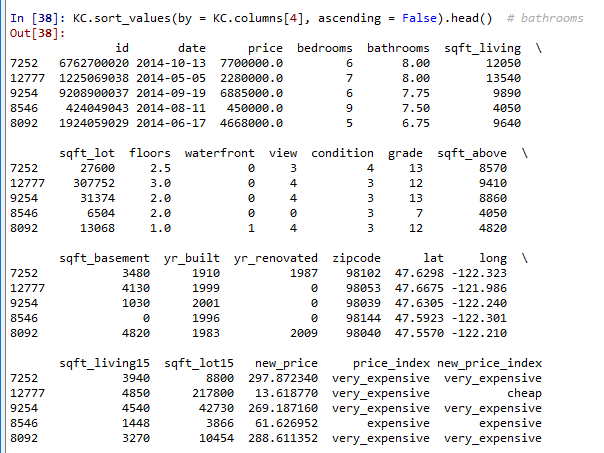 In [38]: KC.sort_values(by = KC.columns[4], ascending = False).head()  # bathrooms
Out[38]:
               id       date      price  bedrooms  bathrooms  sqft_living  \
7252   6762700020 2014-10-13  7700000.0         6       8.00        12050
12777  1225069038 2014-05-05  2280000.0         7       8.00        13540
9254   9208900037 2014-09-19  6885000.0         6       7.75         9890
8546    424049043 2014-08-11   450000.0         9       7.50         4050
8092   1924059029 2014-06-17  4668000.0         5       6.75         9640
       sqft_lot  floors  waterfront  view  condition  grade  sqft_above  \
7252      27600     2.5           0     3          4     13        8570
12777    307752     3.0           0     4          3     12        9410
9254      31374     2.0           0     4          3     13        8860
8546       6504     2.0           0     0          3      7        4050
8092      13068     1.0           1     4          3     12        4820
       sqft_basement  yr_built  yr_renovated  zipcode      lat     long  \
7252            3480      1910          1987    98102  47.6298 -122.323
12777           4130      1999             0    98053  47.6675 -121.986
9254            1030      2001             0    98039  47.6305 -122.240
8546               0      1996             0    98144  47.5923 -122.301
8092            4820      1983          2009    98040  47.5570 -122.210
       sqft_living15  sqft_lot15   new_price     price_index new_price_index
7252            3940        8800  297.872340  very_expensive  very_expensive
12777           4850      217800   13.618770  very_expensive           cheap
9254            4540       42730  269.187160  very_expensive  very_expensive
8546            1448        3866   61.626952       expensive       expensive
8092            3270       10454  288.611352  very_expensive  very_expensive